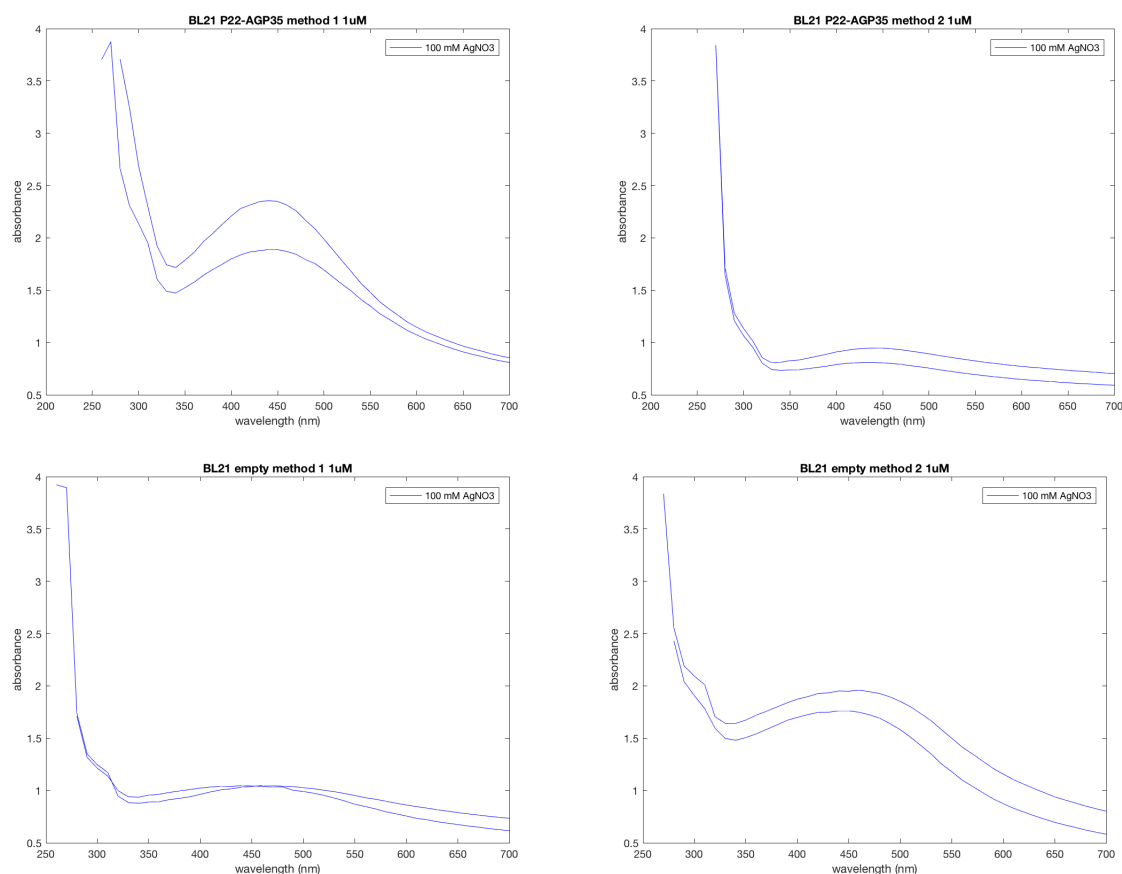 BL21 P22-AGP35 method 1 1uM
4
3.5
3
2.5
2
1.5
1
0.5
absorbance
100 mM AgNO3
200 250 300 350 400 450 500 550 600 650 700
wavelength (nm)
BL21 P22-AGP35 method 2 1uM
4
3.5
3
2.5
2
1.5
1
0.5
absorbance
100 mM AgNO3
200 250 300 350 400 450 500 550 600 650 700
wavelength (nm)
BL21 empty method 1 1uM
4
3.5
3
2.5
2
1.5
1
0.5
absorbance
100 mM AgNO3
250 300 350 400 450 500 550 600 650 700
wavelength (nm)
BL21 empty method 2 1uM
4
3.5
3
2.5
2
1.5
1
0.5
absorbance
100 mM AgNO3
250 300 350 400 450 500 550 600 650 700
wavelength (nm)